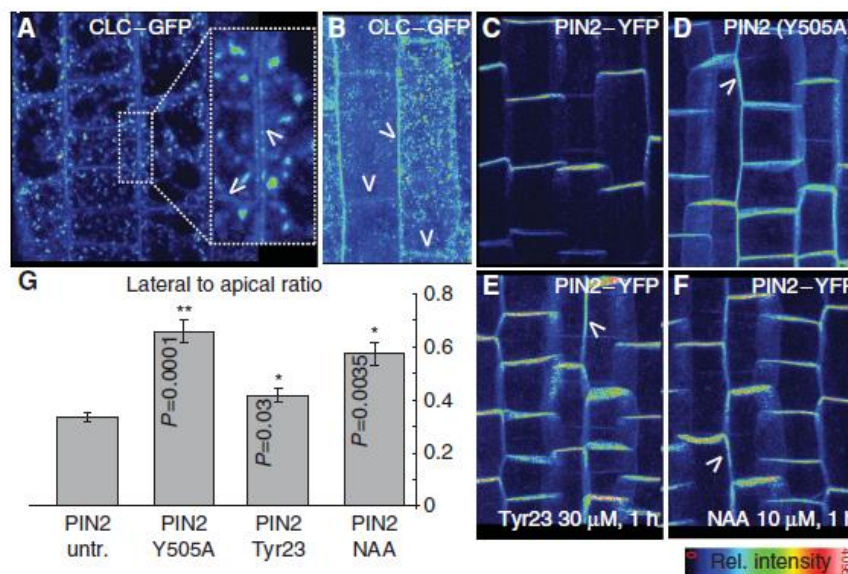 A CLC–GFP
B CLC–GFP
C PIN2–YFP
D PIN2 (Y505A)
E PIN2–YFP
Tyr23 30 μM, 1 h
F PIN2–YFP
NAA 10 μM, 1 h
G Lateral to apical ratio
0.8
0.6
0.4
0.2
0
**
P=0.0001
*
P=0.03
*
P=0.0035
PIN2 PIN2 PIN2 PIN2
untr. Y505A Tyr23 NAA
0 Rel. intensity